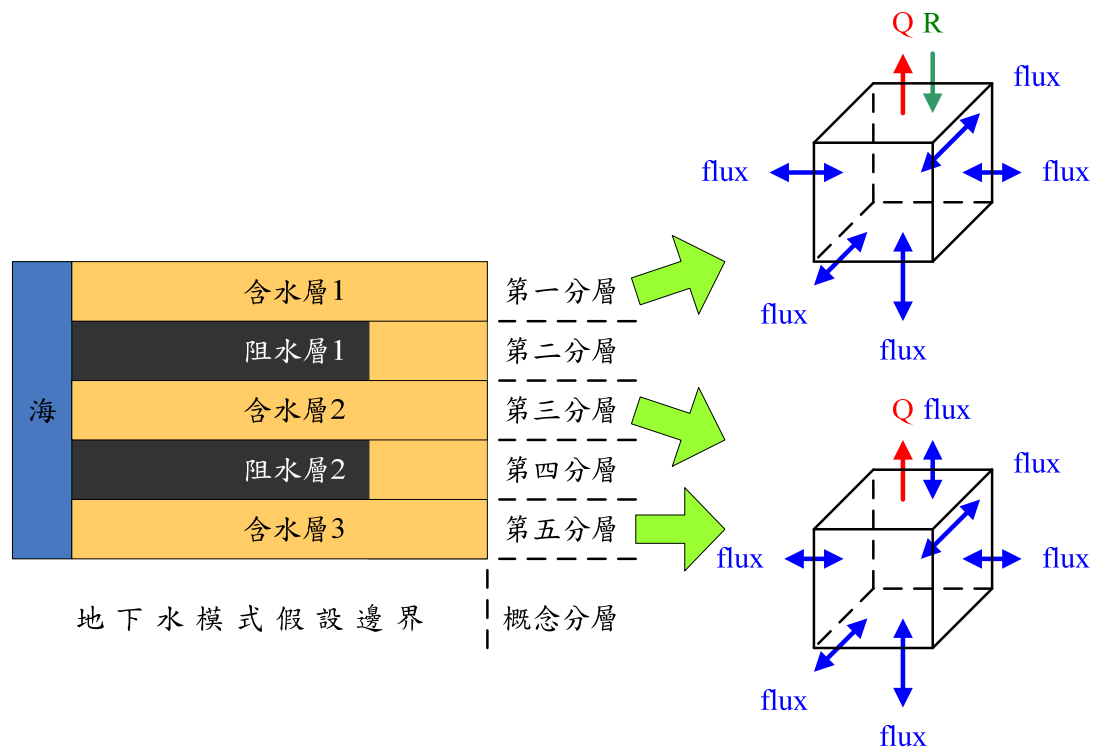 Q R
flux
flux
flux
flux
flux
含水層1
第一分層
阻水層1
第二分層
海
含水層2
第三分層
Q flux
阻水層2
第四分層
flux
含水層3
第五分層
flux
flux
地下水模式假設邊界
概念分層
flux
flux